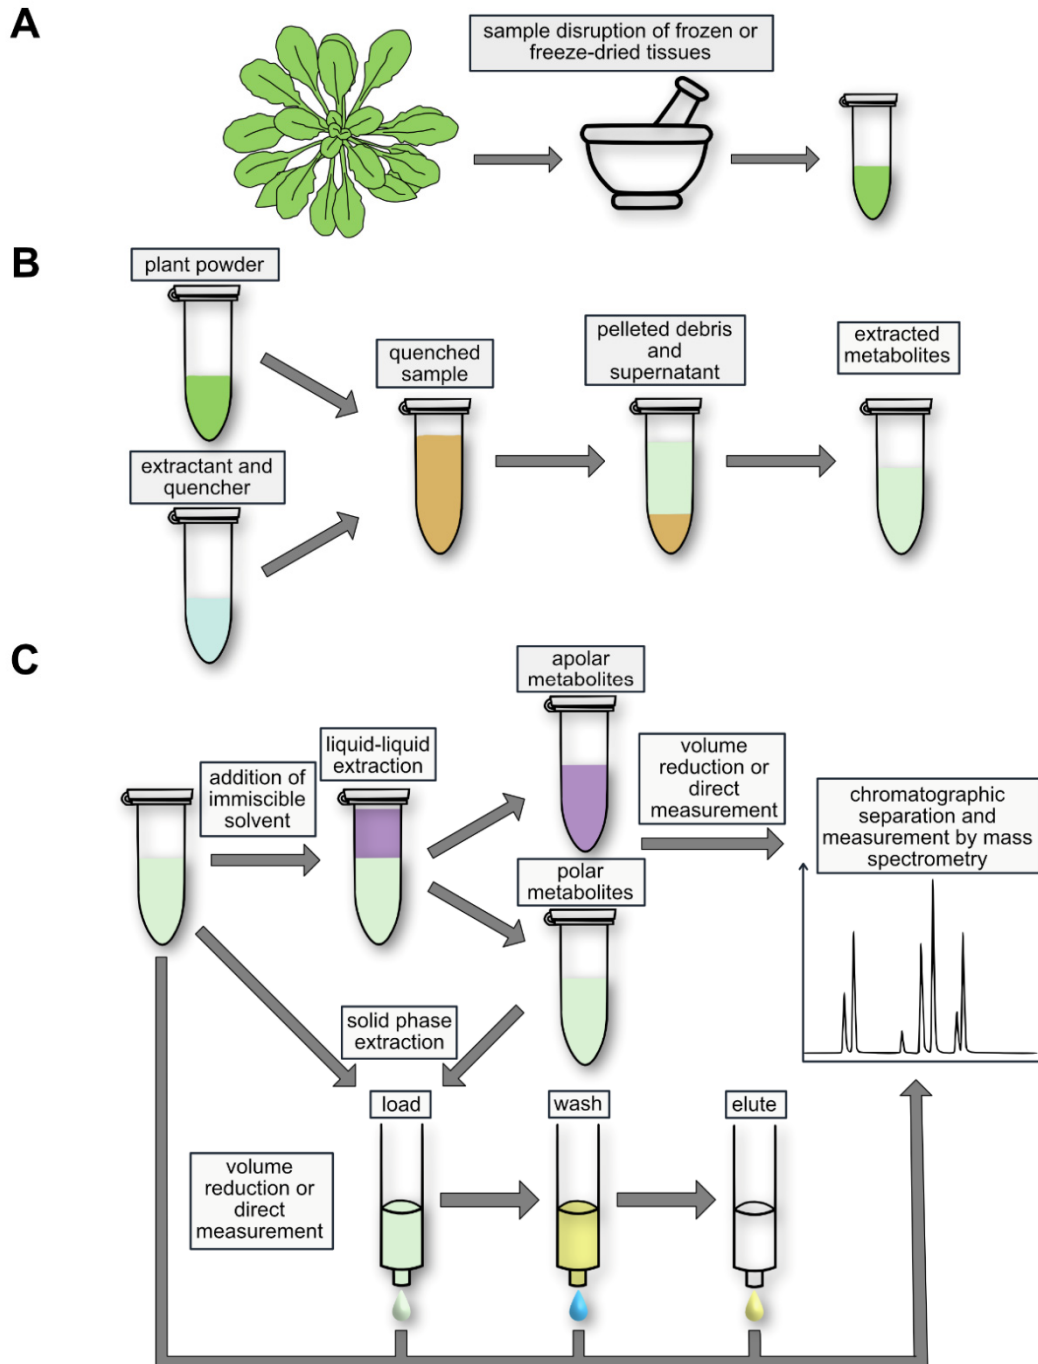 A
sample disruption of frozen or
freeze-dried tissues
B
plant powder
extractant and
quencher
quenched
sample
pelleted debris
and
supernatant
extracted
metabolites
C
addition of
immiscible
solvent
liquid-liquid
extraction
apolar
metabolites
polar
metabolites
volume
reduction or
direct
measurement
chromatographic
separation and
measurement by mass
spectrometry
solid phase
extraction
load
wash
elute
volume
reduction or
direct
measurement